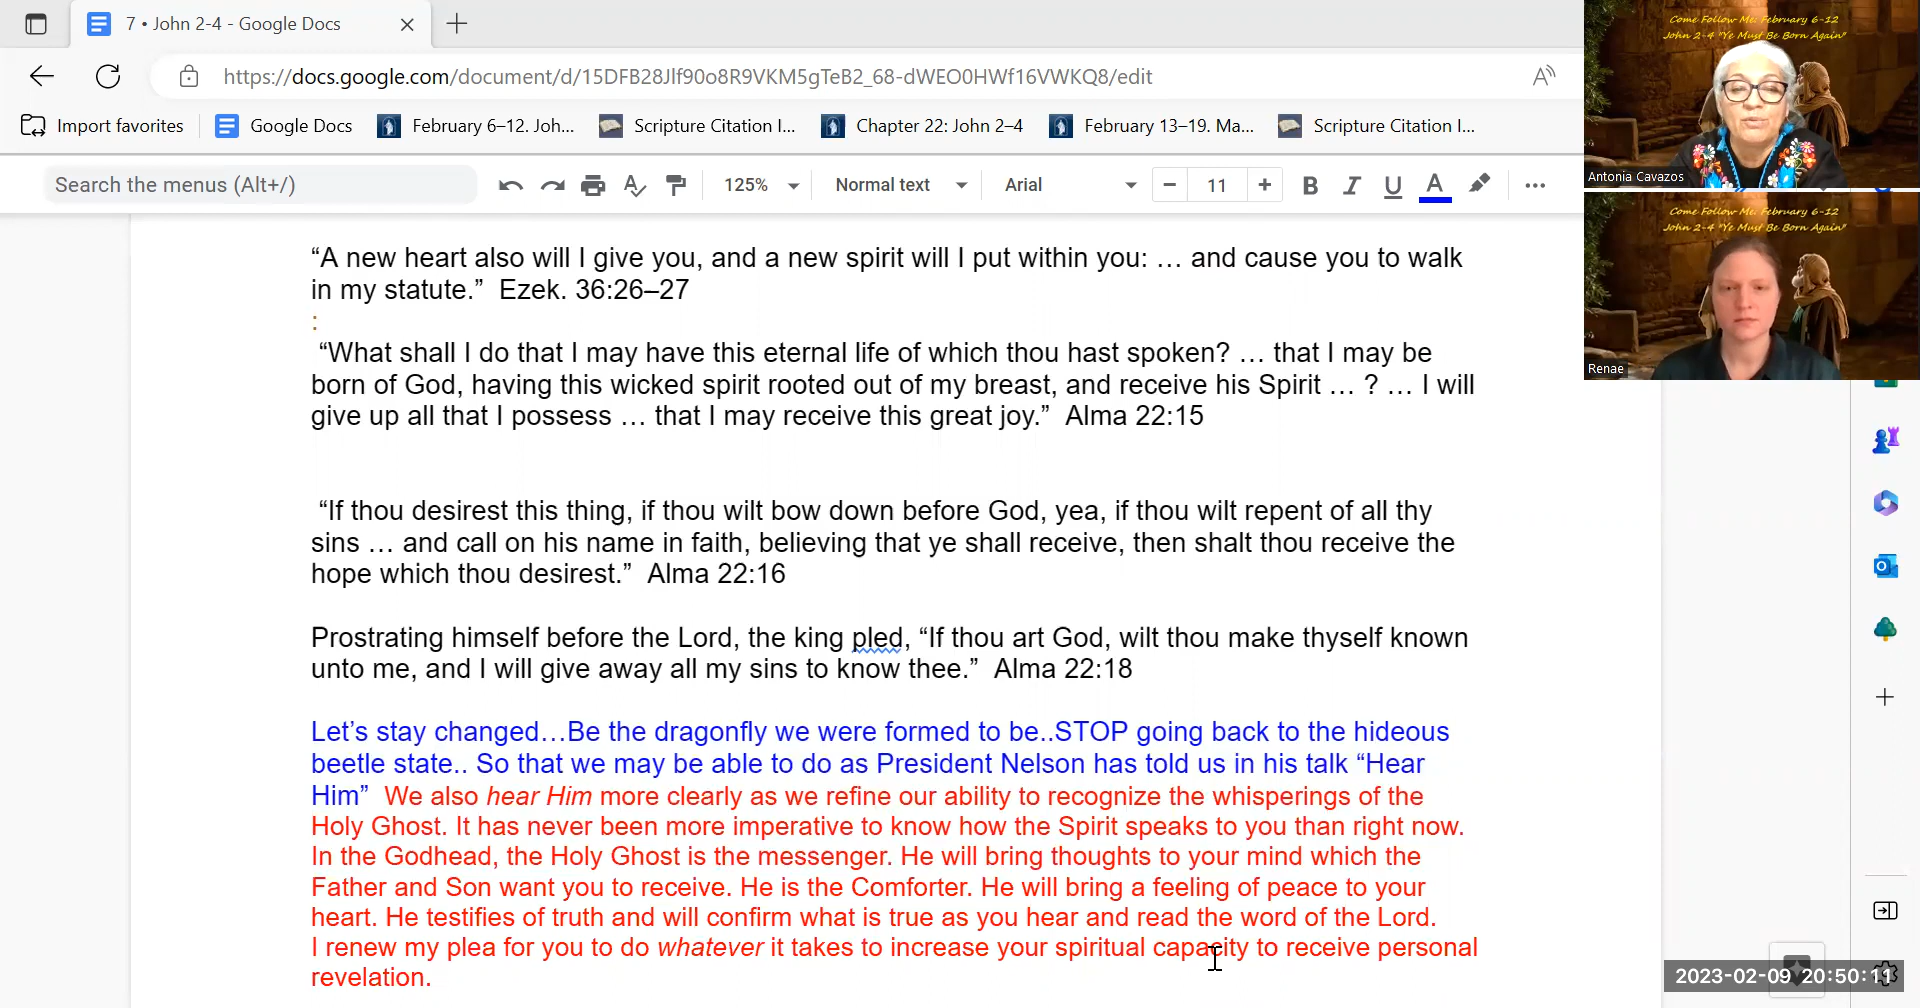 7 • John 2-4 - Google Docs
https://docs.google.com/document/d/15DFB28Jlf90o8R9VKM5gTeB2_68-dWEO0HWf16VWKQ8/edit
Import favorites
Google Docs
February 6–12. Joh...
Scripture Citation I...
Chapter 22: John 2–4
February 13–19. Ma...
Scripture Citation I...
Search the menus (Alt+/)
125%
Normal text
Arial
11
“A new heart also will I give you, and a new spirit will I put within you: … and cause you to walk
in my statute.”  Ezek. 36:26–27
:
“What shall I do that I may have this eternal life of which thou hast spoken? … that I may be
born of God, having this wicked spirit rooted out of my breast, and receive his Spirit … ? … I will
give up all that I possess … that I may receive this great joy.”  Alma 22:15
“If thou desirest this thing, if thou wilt bow down before God, yea, if thou wilt repent of all thy
sins … and call on his name in faith, believing that ye shall receive, then shalt thou receive the
hope which thou desirest.”  Alma 22:16
Prostrating himself before the Lord, the king pled, “If thou art God, wilt thou make thyself known
unto me, and I will give away all my sins to know thee.”  Alma 22:18
Let’s stay changed…Be the dragonfly we were formed to be..STOP going back to the hideous
beetle state.. So that we may be able to do as President Nelson has told us in his talk “Hear
Him”  We also hear Him more clearly as we refine our ability to recognize the whisperings of the
Holy Ghost. It has never been more imperative to know how the Spirit speaks to you than right now.
In the Godhead, the Holy Ghost is the messenger. He will bring thoughts to your mind which the
Father and Son want you to receive. He is the Comforter. He will bring a feeling of peace to your
heart. He testifies of truth and will confirm what is true as you hear and read the word of the Lord.
I renew my plea for you to do whatever it takes to increase your spiritual capacity to receive personal
revelation.
Come Follow Me: February 6-12
John 2-4 "Ye Must Be Born Again"
Antonia Cavazos
Come Follow Me: February 6-12
John 2-4 "Ye Must Be Born Again"
Renae
2023-02-09 20:50:11